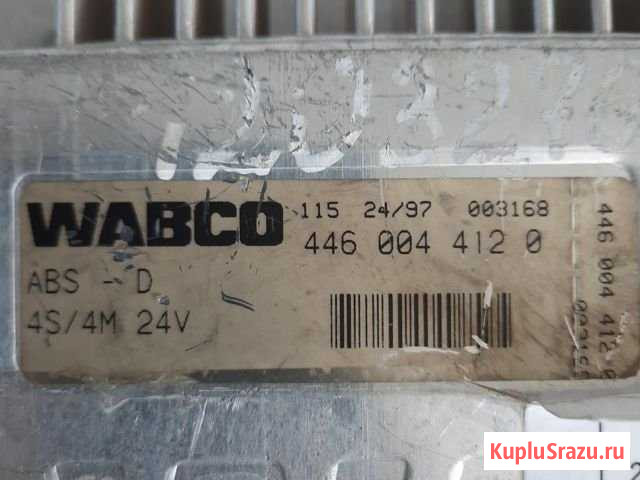 120327
WABCO
115 24/97 003168
446 004 412 0
ABS - D
4S/4M 24V
446 004 412 0
KupluSrazu.ru